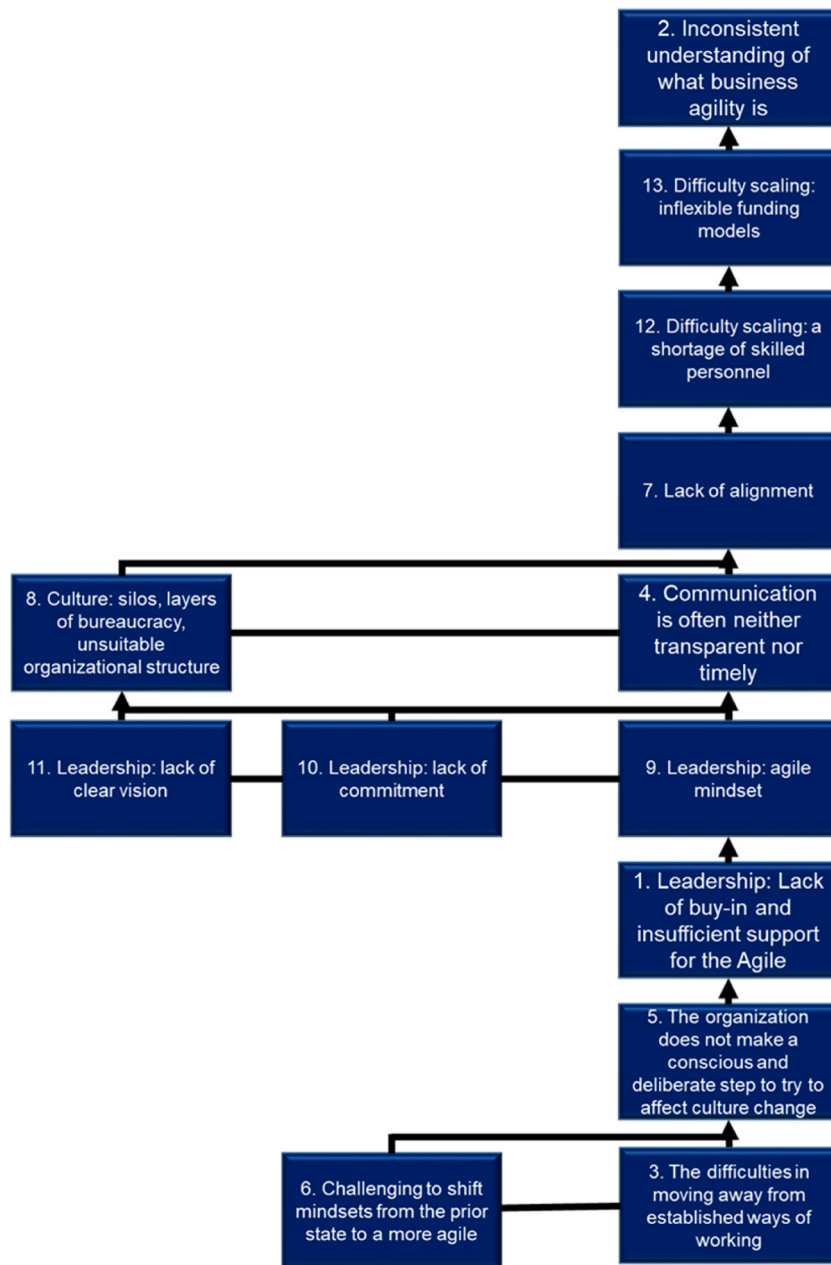 2. Inconsistent
understanding of
what business
agility is
13. Difficulty scaling:
inflexible funding
models
12. Difficulty scaling: a
shortage of skilled
personnel
7. Lack of alignment
8. Culture: silos, layers
of bureaucracy,
unsuitable
organizational structure
4. Communication
is often neither
transparent nor
timely
11. Leadership: lack of
clear vision
10. Leadership: lack of
commitment
9. Leadership: agile
mindset
1. Leadership: Lack
of buy-in and
insufficient support
for the Agile
5. The organization
does not make a
conscious and
deliberate step to try to
affect culture change
6. Challenging to shift
mindsets from the prior
state to a more agile
3. The difficulties in
moving away from
established ways of
working